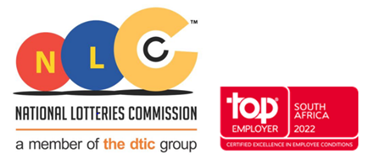 NLC
™
NATIONAL LOTTERIES COMMISSION
a member of the dtic group
top
EMPLOYER
SOUTH
AFRICA
2022
CERTIFIED EXCELLENCE IN EMPLOYEE CONDITIONS